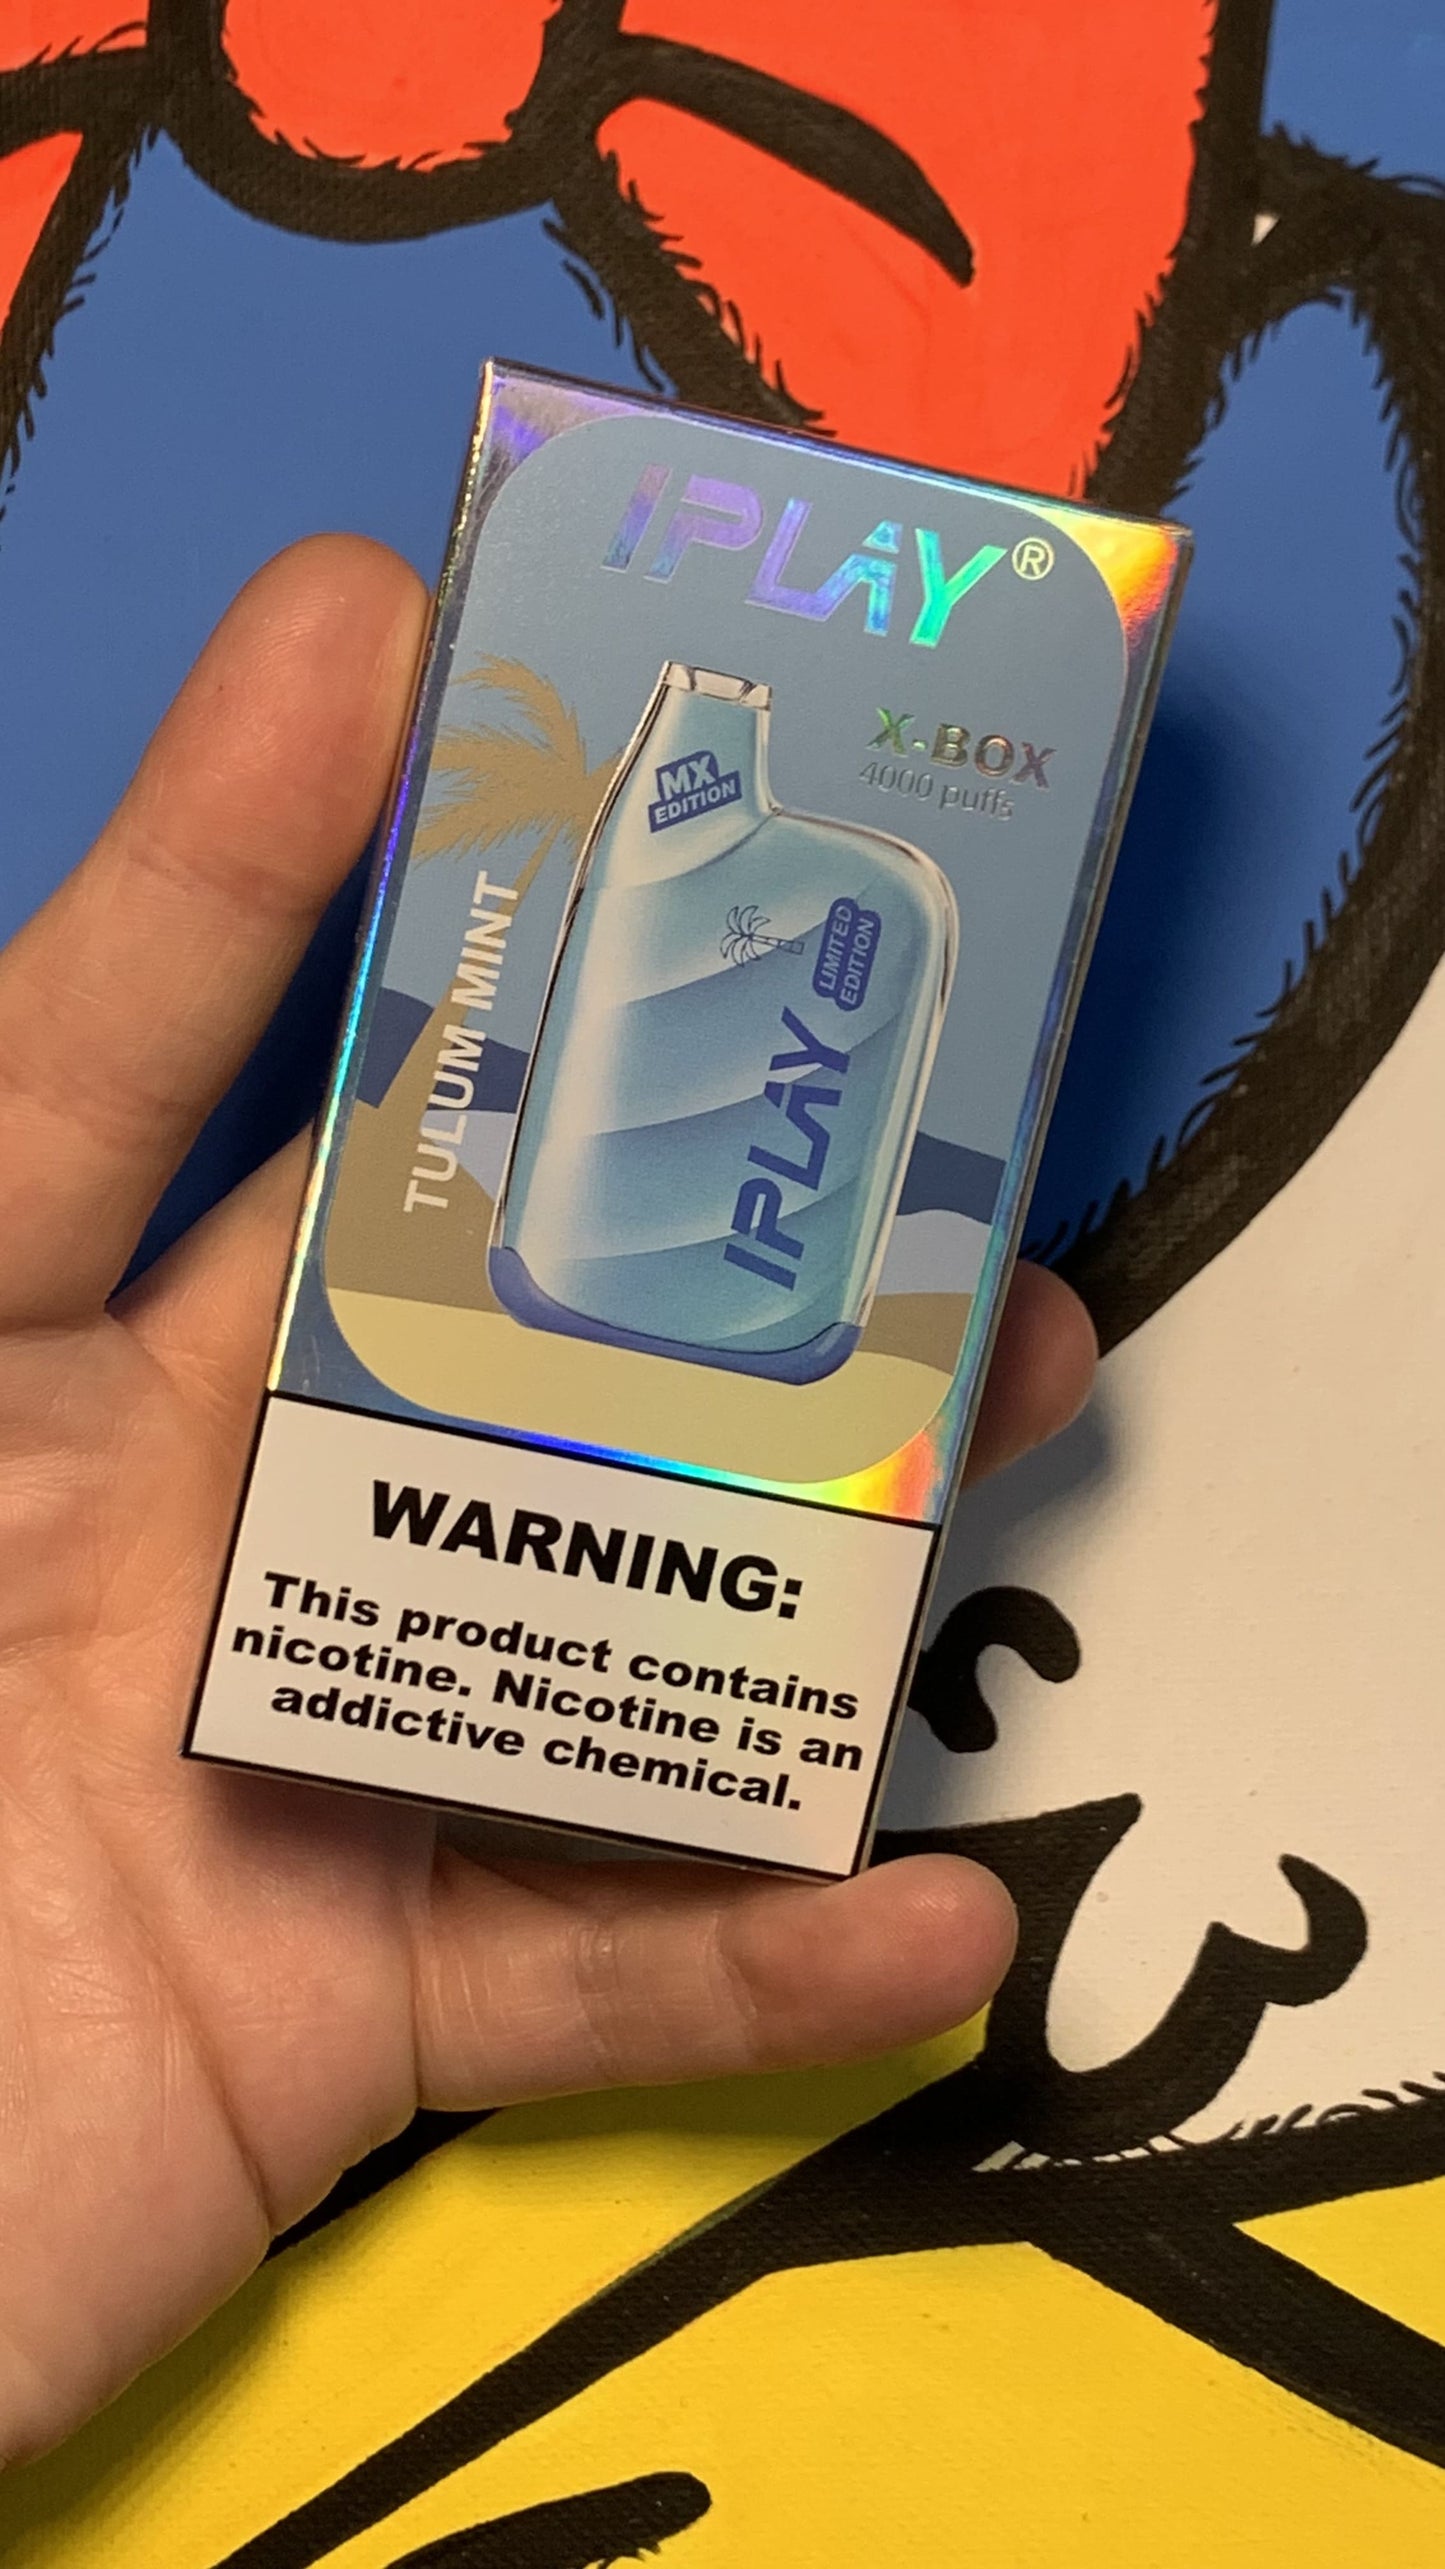 IPLAY®
X-BOX
4000 puffs
MX
EDITION
TULUM MINT
LIMITED
EDITION
IPLAY
WARNING:
This product contains
nicotine. Nicotine is an
addictive chemical.